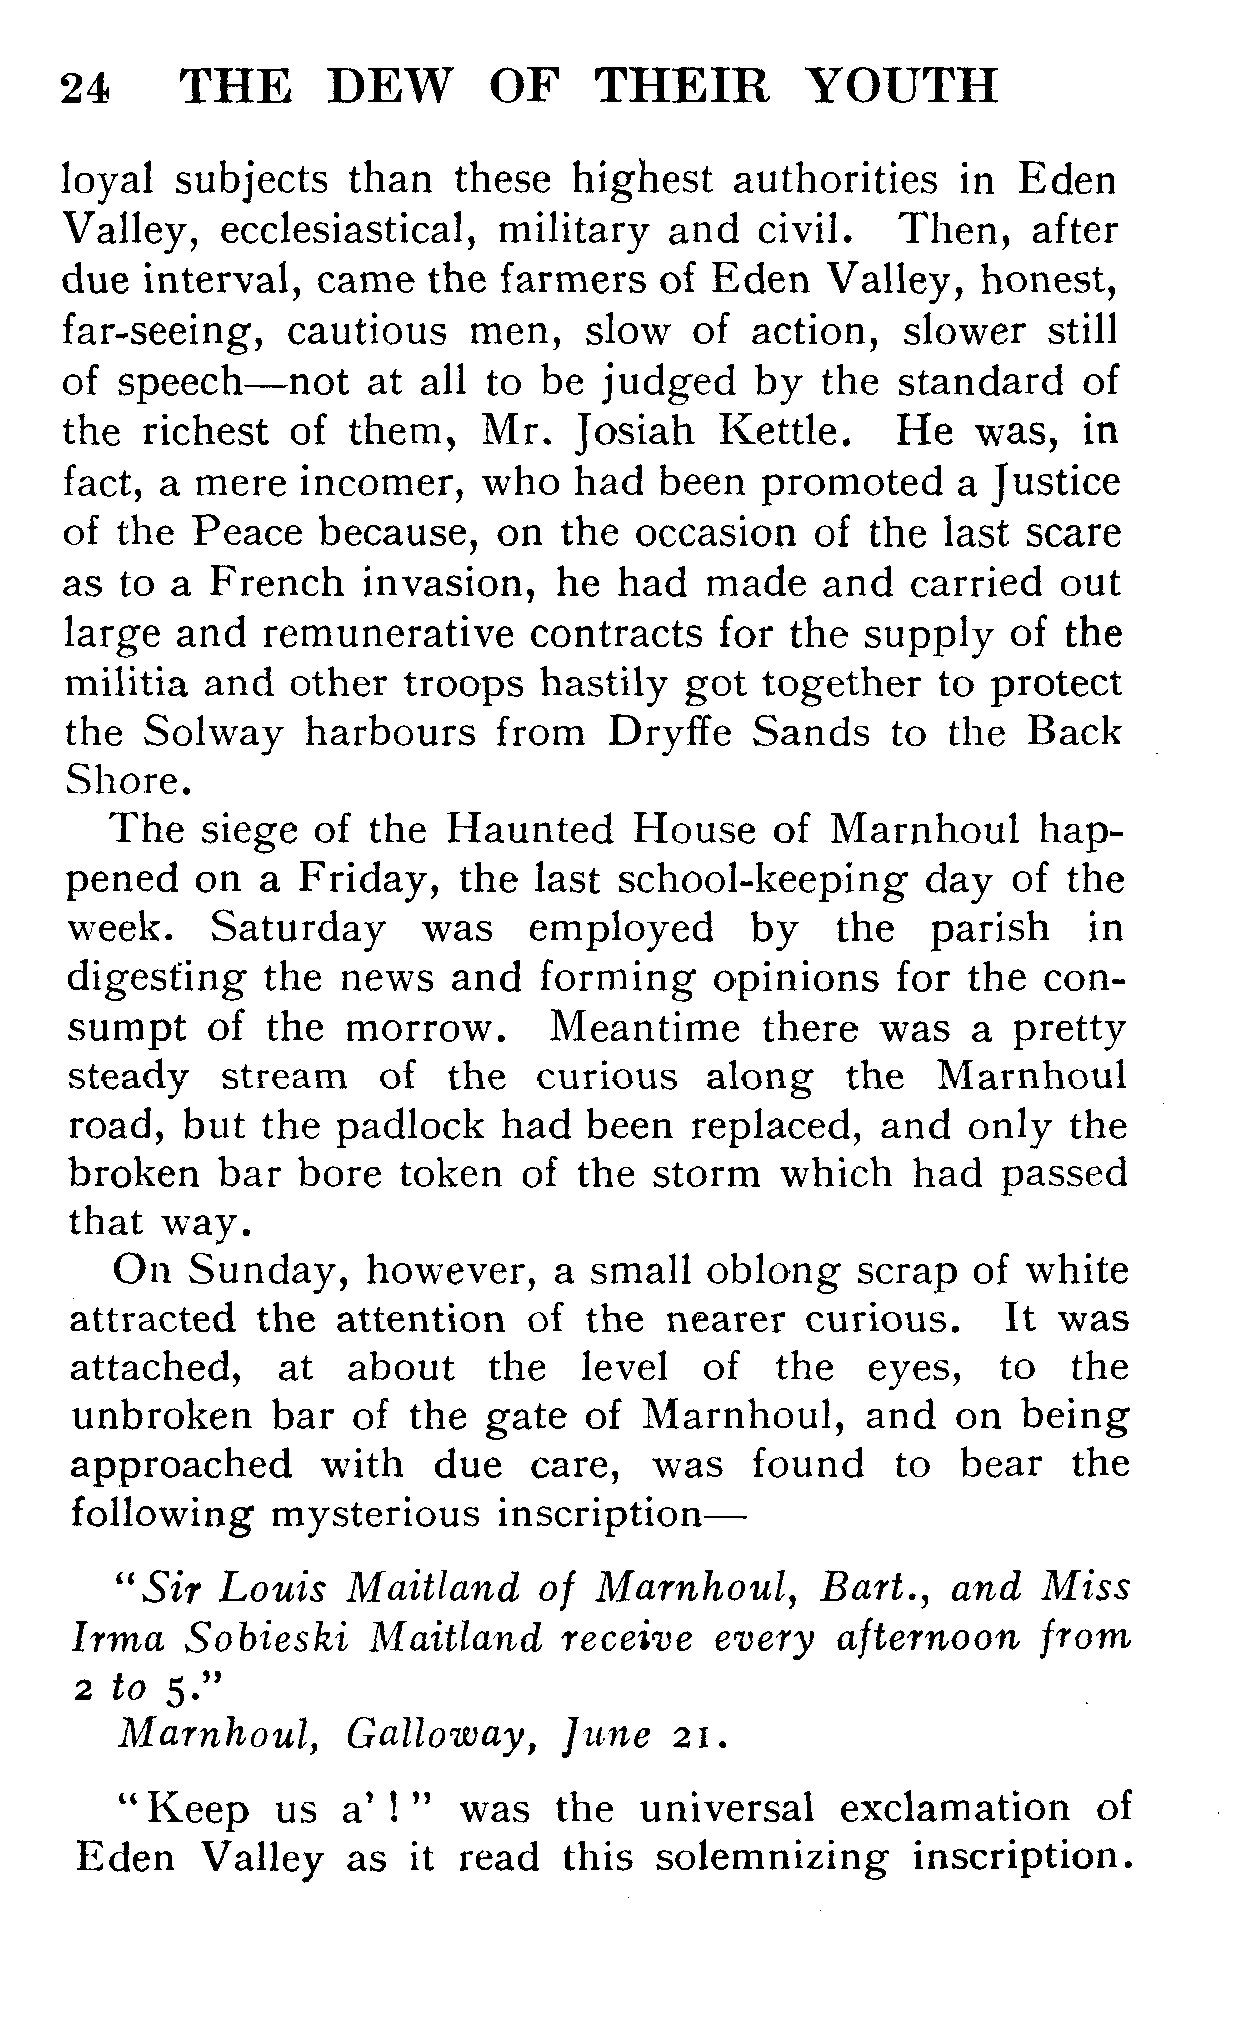 24 THE DEW OF THEIR YOUTH
loyal subjects than these highest authorities in Eden
Valley, ecclesiastical, military and civil. Then, after
due interval, came the farmers of Eden Valley, honest,
far-seeing, cautious men, slow of action, slower still
of speech—not at all to be judged by the standard of
the richest of them, Mr. Josiah Kettle. He was, in
fact, a mere incomer, who had been promoted a Justice
of the Peace because, on the occasion of the last scare
as to a French invasion, he had made and carried out
large and remunerative contracts for the supply of the
militia and other troops hastily got together to protect
the Solway harbours from Dryffe Sands to the Back
Shore.
The siege of the Haunted House of Marnhoul hap-
pened on a Friday, the last school-keeping day of the
week. Saturday was employed by the parish in
digesting the news and forming opinions for the con-
sumpt of the morrow. Meantime there was a pretty
steady stream of the curious along the Marnhoul
road, but the padlock had been replaced, and only the
broken bar bore token of the storm which had passed
that way.
On Sunday, however, a small oblong scrap of white
attracted the attention of the nearer curious. It was
attached, at about the level of the eyes, to the
unbroken bar of the gate of Marnhoul, and on being
approached with due care, was found to bear the
following mysterious inscription—
"Sir Louis Maitland of Marnhoul, Bart., and Miss
Irma Sobieski Maitland receive every afternoon from
2 to 5."
Marnhoul, Galloway, June 21.
"Keep us a'!" was the universal exclamation of
Eden Valley as it read this solemnizing inscription.